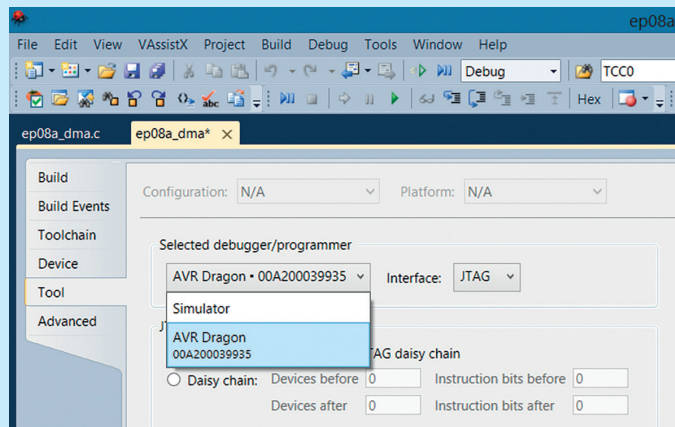 ep08a
File Edit View VAssistX Project Build Debug Tools Window Help
Debug TCC0
abc Hex
ep08a_dma.c ep08a_dma*
Build
Build Events
Toolchain
Device
Tool
Advanced
Configuration: N/A Platform: N/A
Selected debugger/programmer
AVR Dragon • 00A200039935 Interface: JTAG
Simulator
AVR Dragon
00A200039935
TAG daisy chain
Daisy chain: Devices before 0 Instruction bits before 0
Devices after 0 Instruction bits after 0